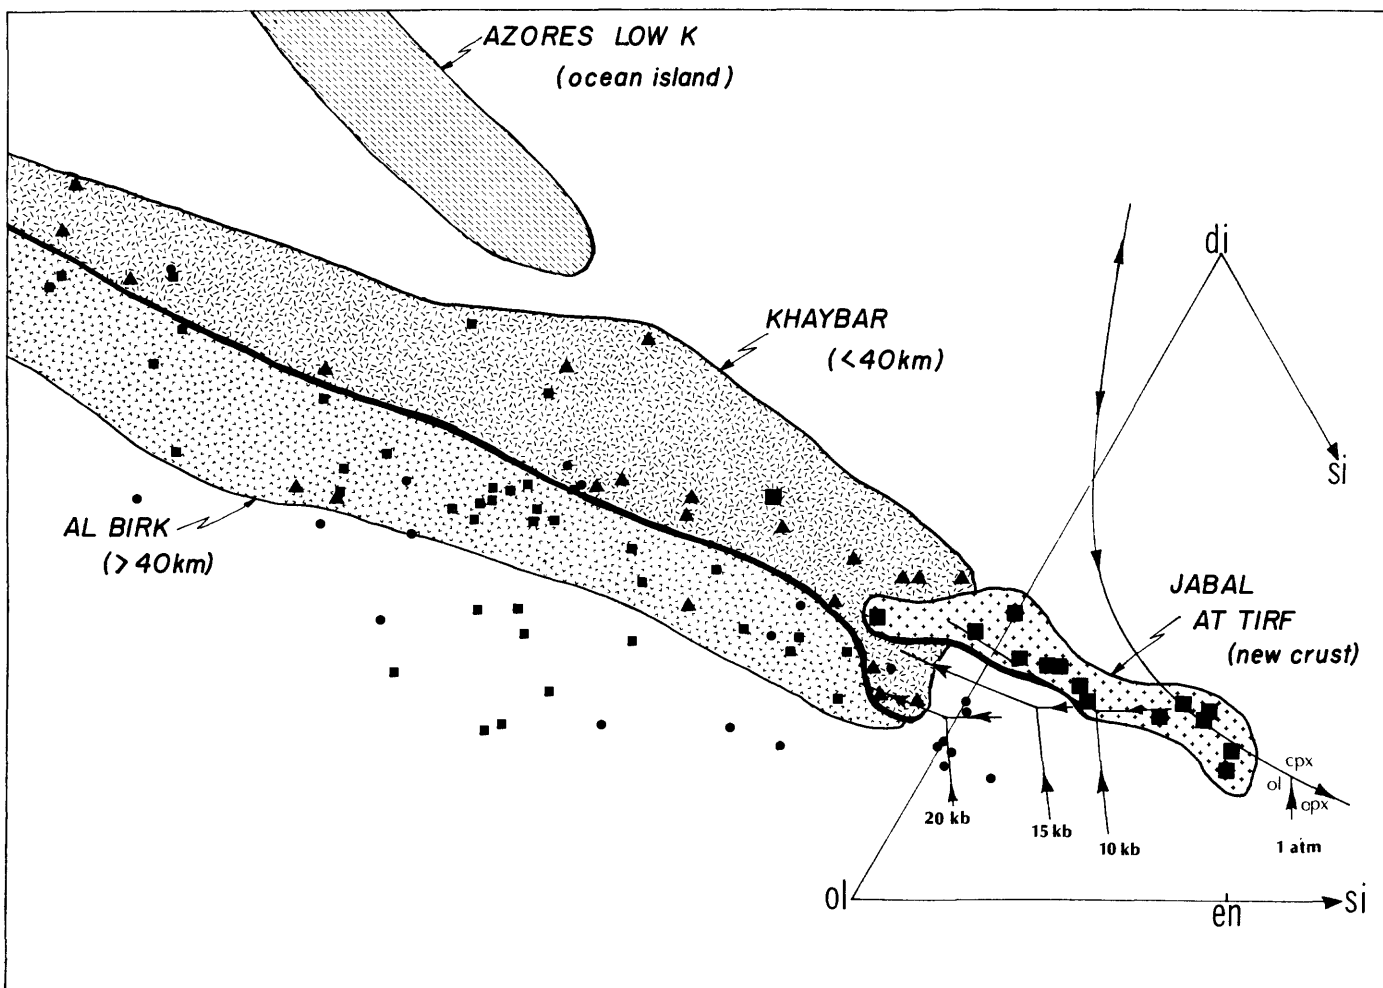 AZORES LOW K
(ocean island)
di
KHAYBAR
(<40km)
si
AL BIRK
(>40km)
JABAL
AT TIRF
(new crust)
cpx
ol
opx
20 kb
15 kb
10 kb
1 atm
ol
en
si